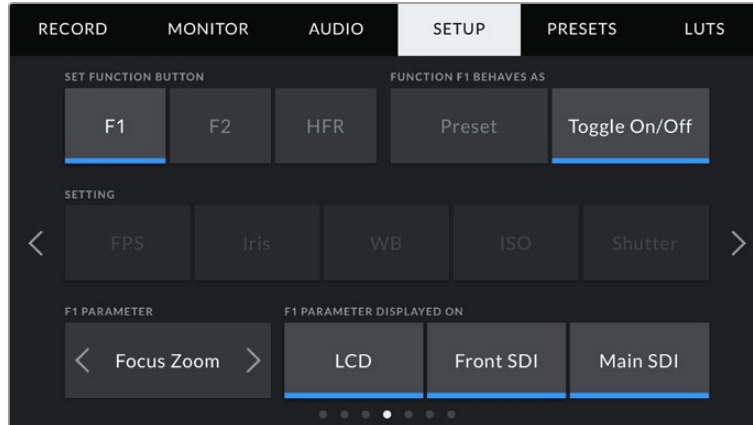 RECORD MONITOR AUDIO SETUP PRESETS LUTS
SET FUNCTION BUTTON FUNCTION F1 BEHAVES AS
F1 F2 HFR Preset Toggle On/Off
SETTING
FPS Iris WB ISO Shutter
F1 PARAMETER F1 PARAMETER DISPLAYED ON
Focus Zoom LCD Front SDI Main SDI